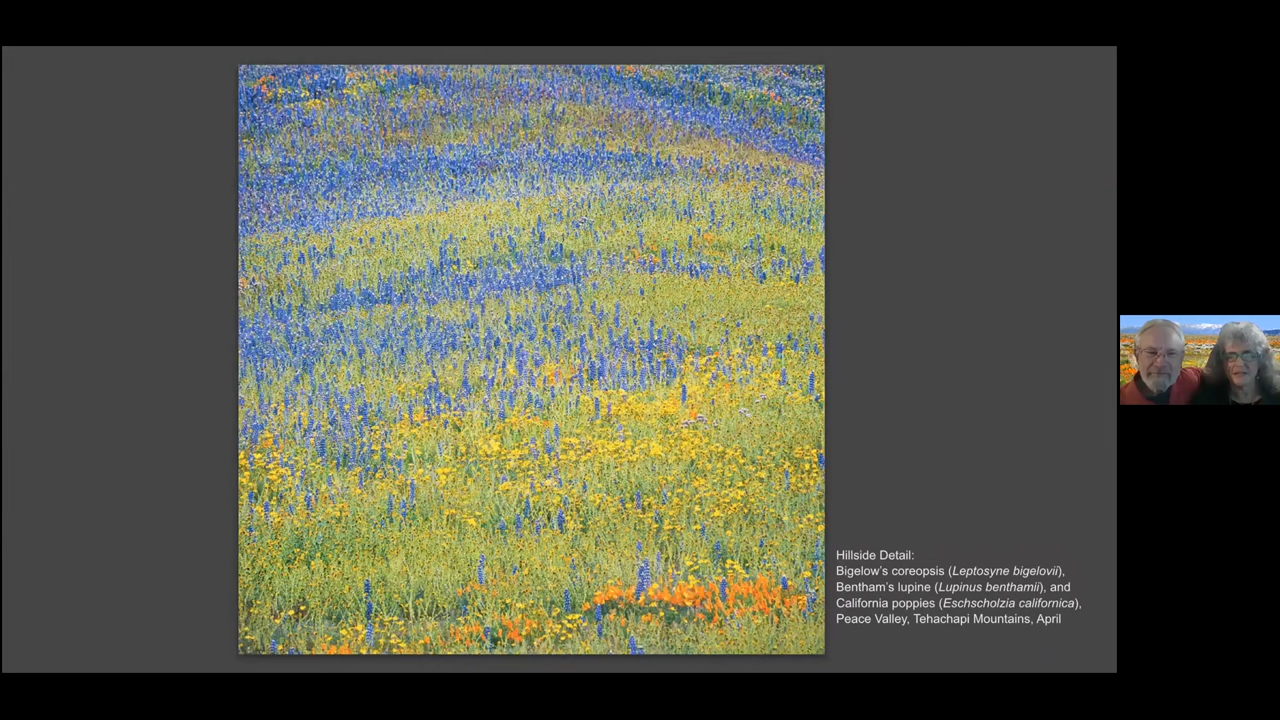 Hillside Detail:
Bigelow's coreopsis (Leptosyne bigelovii),
Bentham's lupine (Lupinus benthamii), and
California poppies (Eschscholzia californica),
Peace Valley, Tehachapi Mountains, April